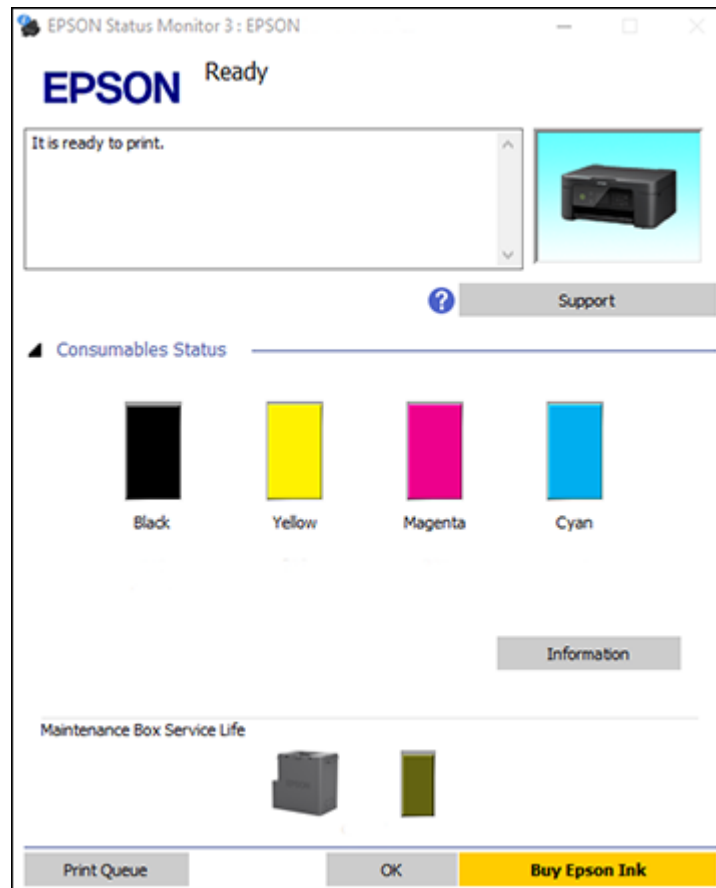 EPSON Status Monitor 3 : EPSON
EPSON
Ready
It is ready to print.
?
Support
Consumables Status
Black Yellow Magenta Cyan
Information
Maintenance Box Service Life
Print Queue OK Buy Epson Ink